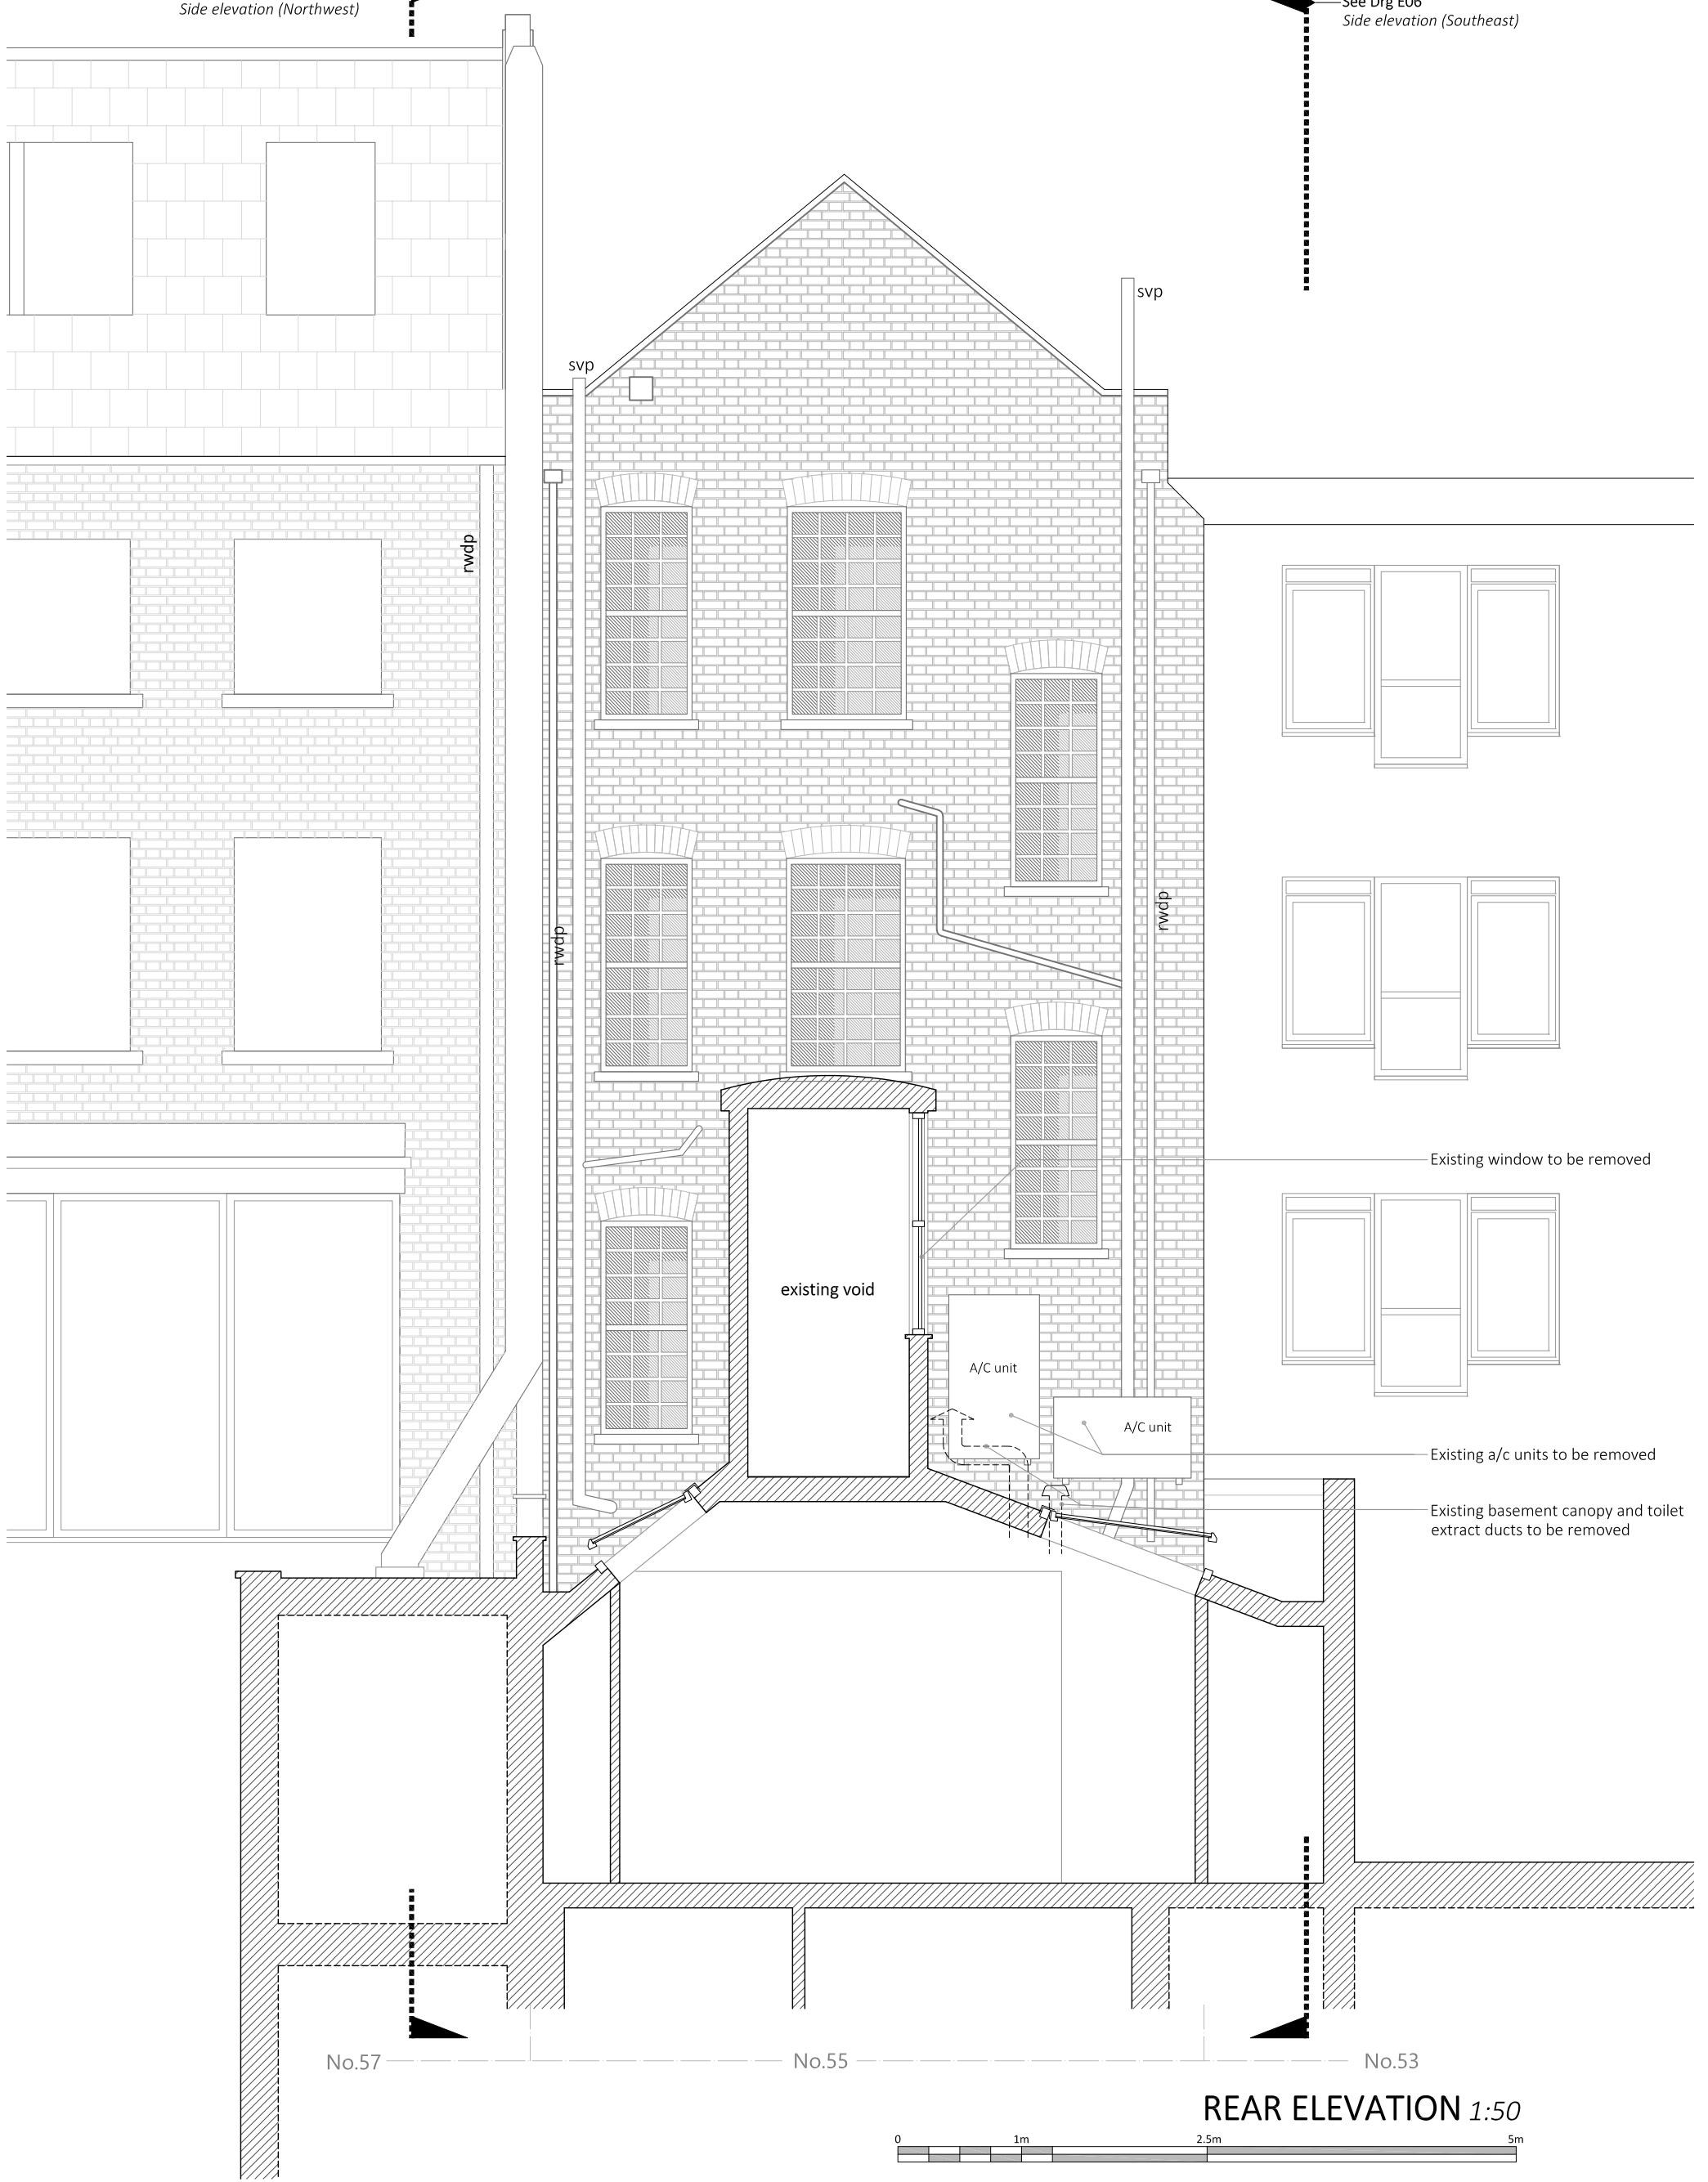 See Drg E06
Side elevation (Northwest)
Side elevation (Southeast)
svp
svp
rwdp
rwdp
rwdp
Existing window to be removed
existing void
A/C unit
A/C unit
Existing a/c units to be removed
Existing basement canopy and toilet
extract ducts to be removed
No.57
No.55
No.53
REAR ELEVATION 1:50
0 1m 2.5m 5m